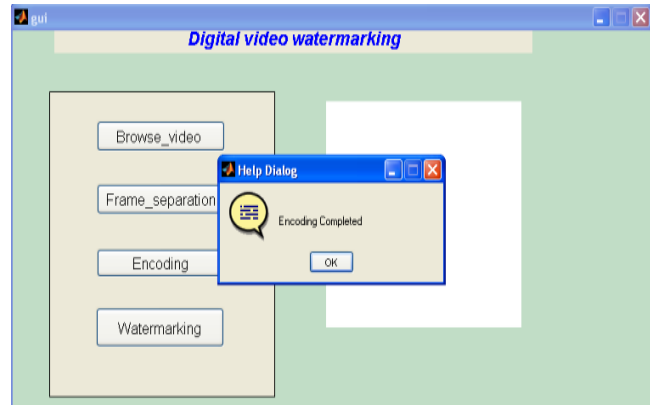 gui
Digital video watermarking
Browse_video
Help Dialog
Frame_separation
Encoding Completed
OK
Encoding
Watermarking